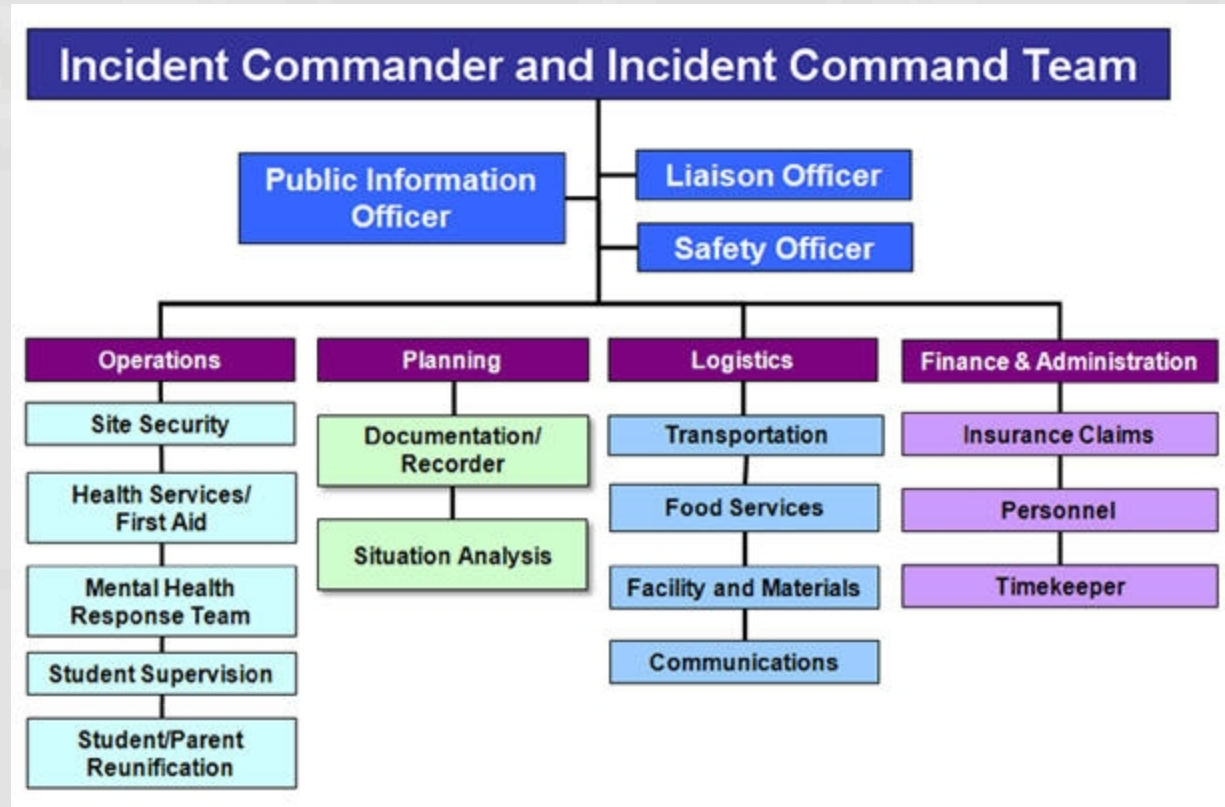 Incident Commander and Incident Command Team
Public Information
Officer
Liaison Officer
Safety Officer
Operations
Site Security
Health Services/
First Aid
Mental Health
Response Team
Student Supervision
Student/Parent
Reunification
Planning
Documentation/
Recorder
Situation Analysis
Logistics
Transportation
Food Services
Facility and Materials
Communications
Finance & Administration
Insurance Claims
Personnel
Timekeeper